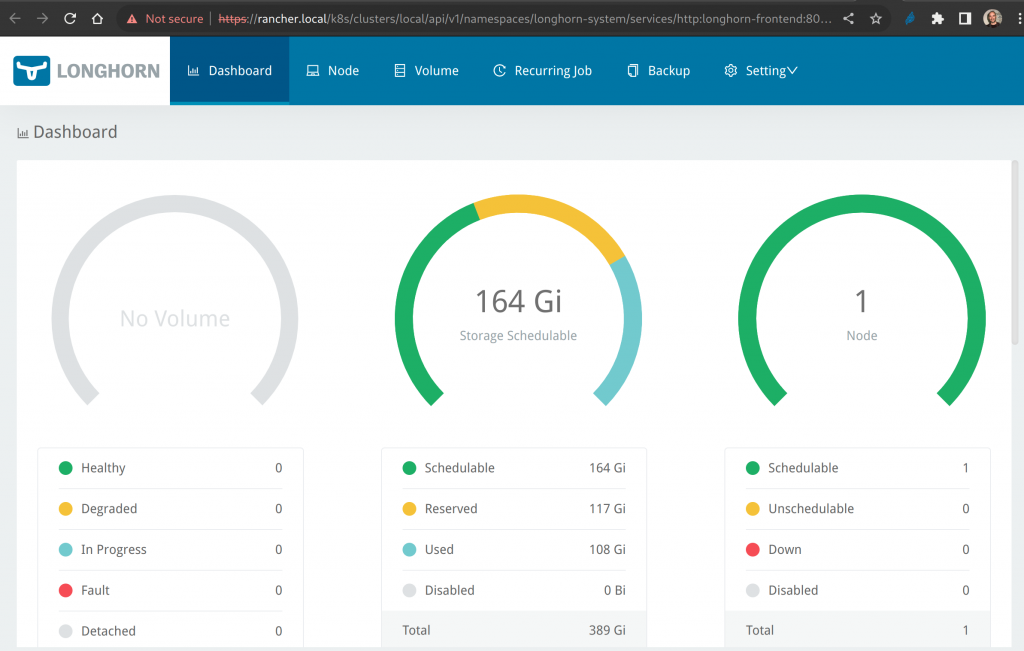 Not secure https://rancher.local/k8s/clusters/local/api/v1/namespaces/longhorn-system/services/http:longhorn-frontend:80...
LONGHORN Dashboard Node Volume Recurring Job Backup Setting
Dashboard
No Volume
164 Gi
Storage Schedulable
1
Node
Healthy 0
Degraded 0
In Progress 0
Fault 0
Detached 0
Schedulable 164 Gi
Reserved 117 Gi
Used 108 Gi
Disabled 0 Bi
Total 389 Gi
Schedulable 1
Unschedulable 0
Down 0
Disabled 0
Total 1